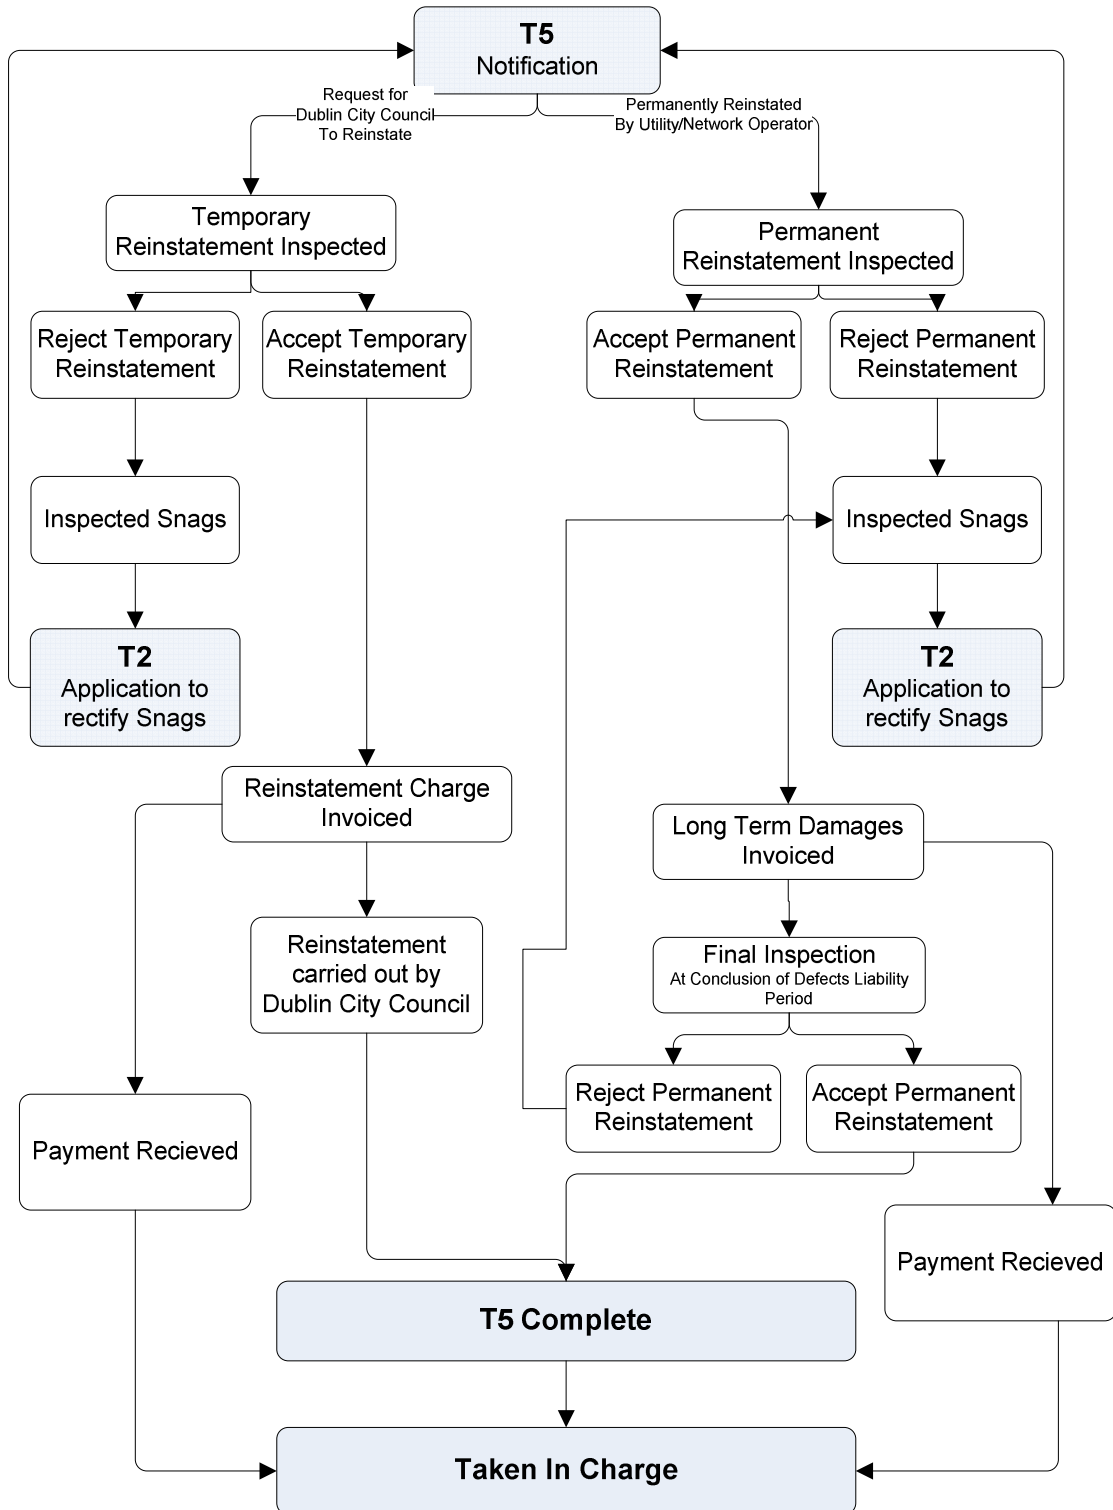 T5
Notification
Request for
Dublin City Council
To Reinstate
Permanently Reinstated
By Utility/Network Operator
Temporary
Reinstatement Inspected
Permanent
Reinstatement Inspected
Reject Temporary
Reinstatement
Accept Temporary
Reinstatement
Accept Permanent
Reinstatement
Reject Permanent
Reinstatement
Inspected Snags
Inspected Snags
T2
Application to
rectify Snags
T2
Application to
rectify Snags
Reinstatement Charge
Invoiced
Long Term Damages
Invoiced
Reinstatement
carried out by
Dublin City Council
Final Inspection
At Conclusion of Defects Liability
Period
Reject Permanent
Reinstatement
Accept Permanent
Reinstatement
Payment Recieved
Payment Recieved
T5 Complete
Taken In Charge